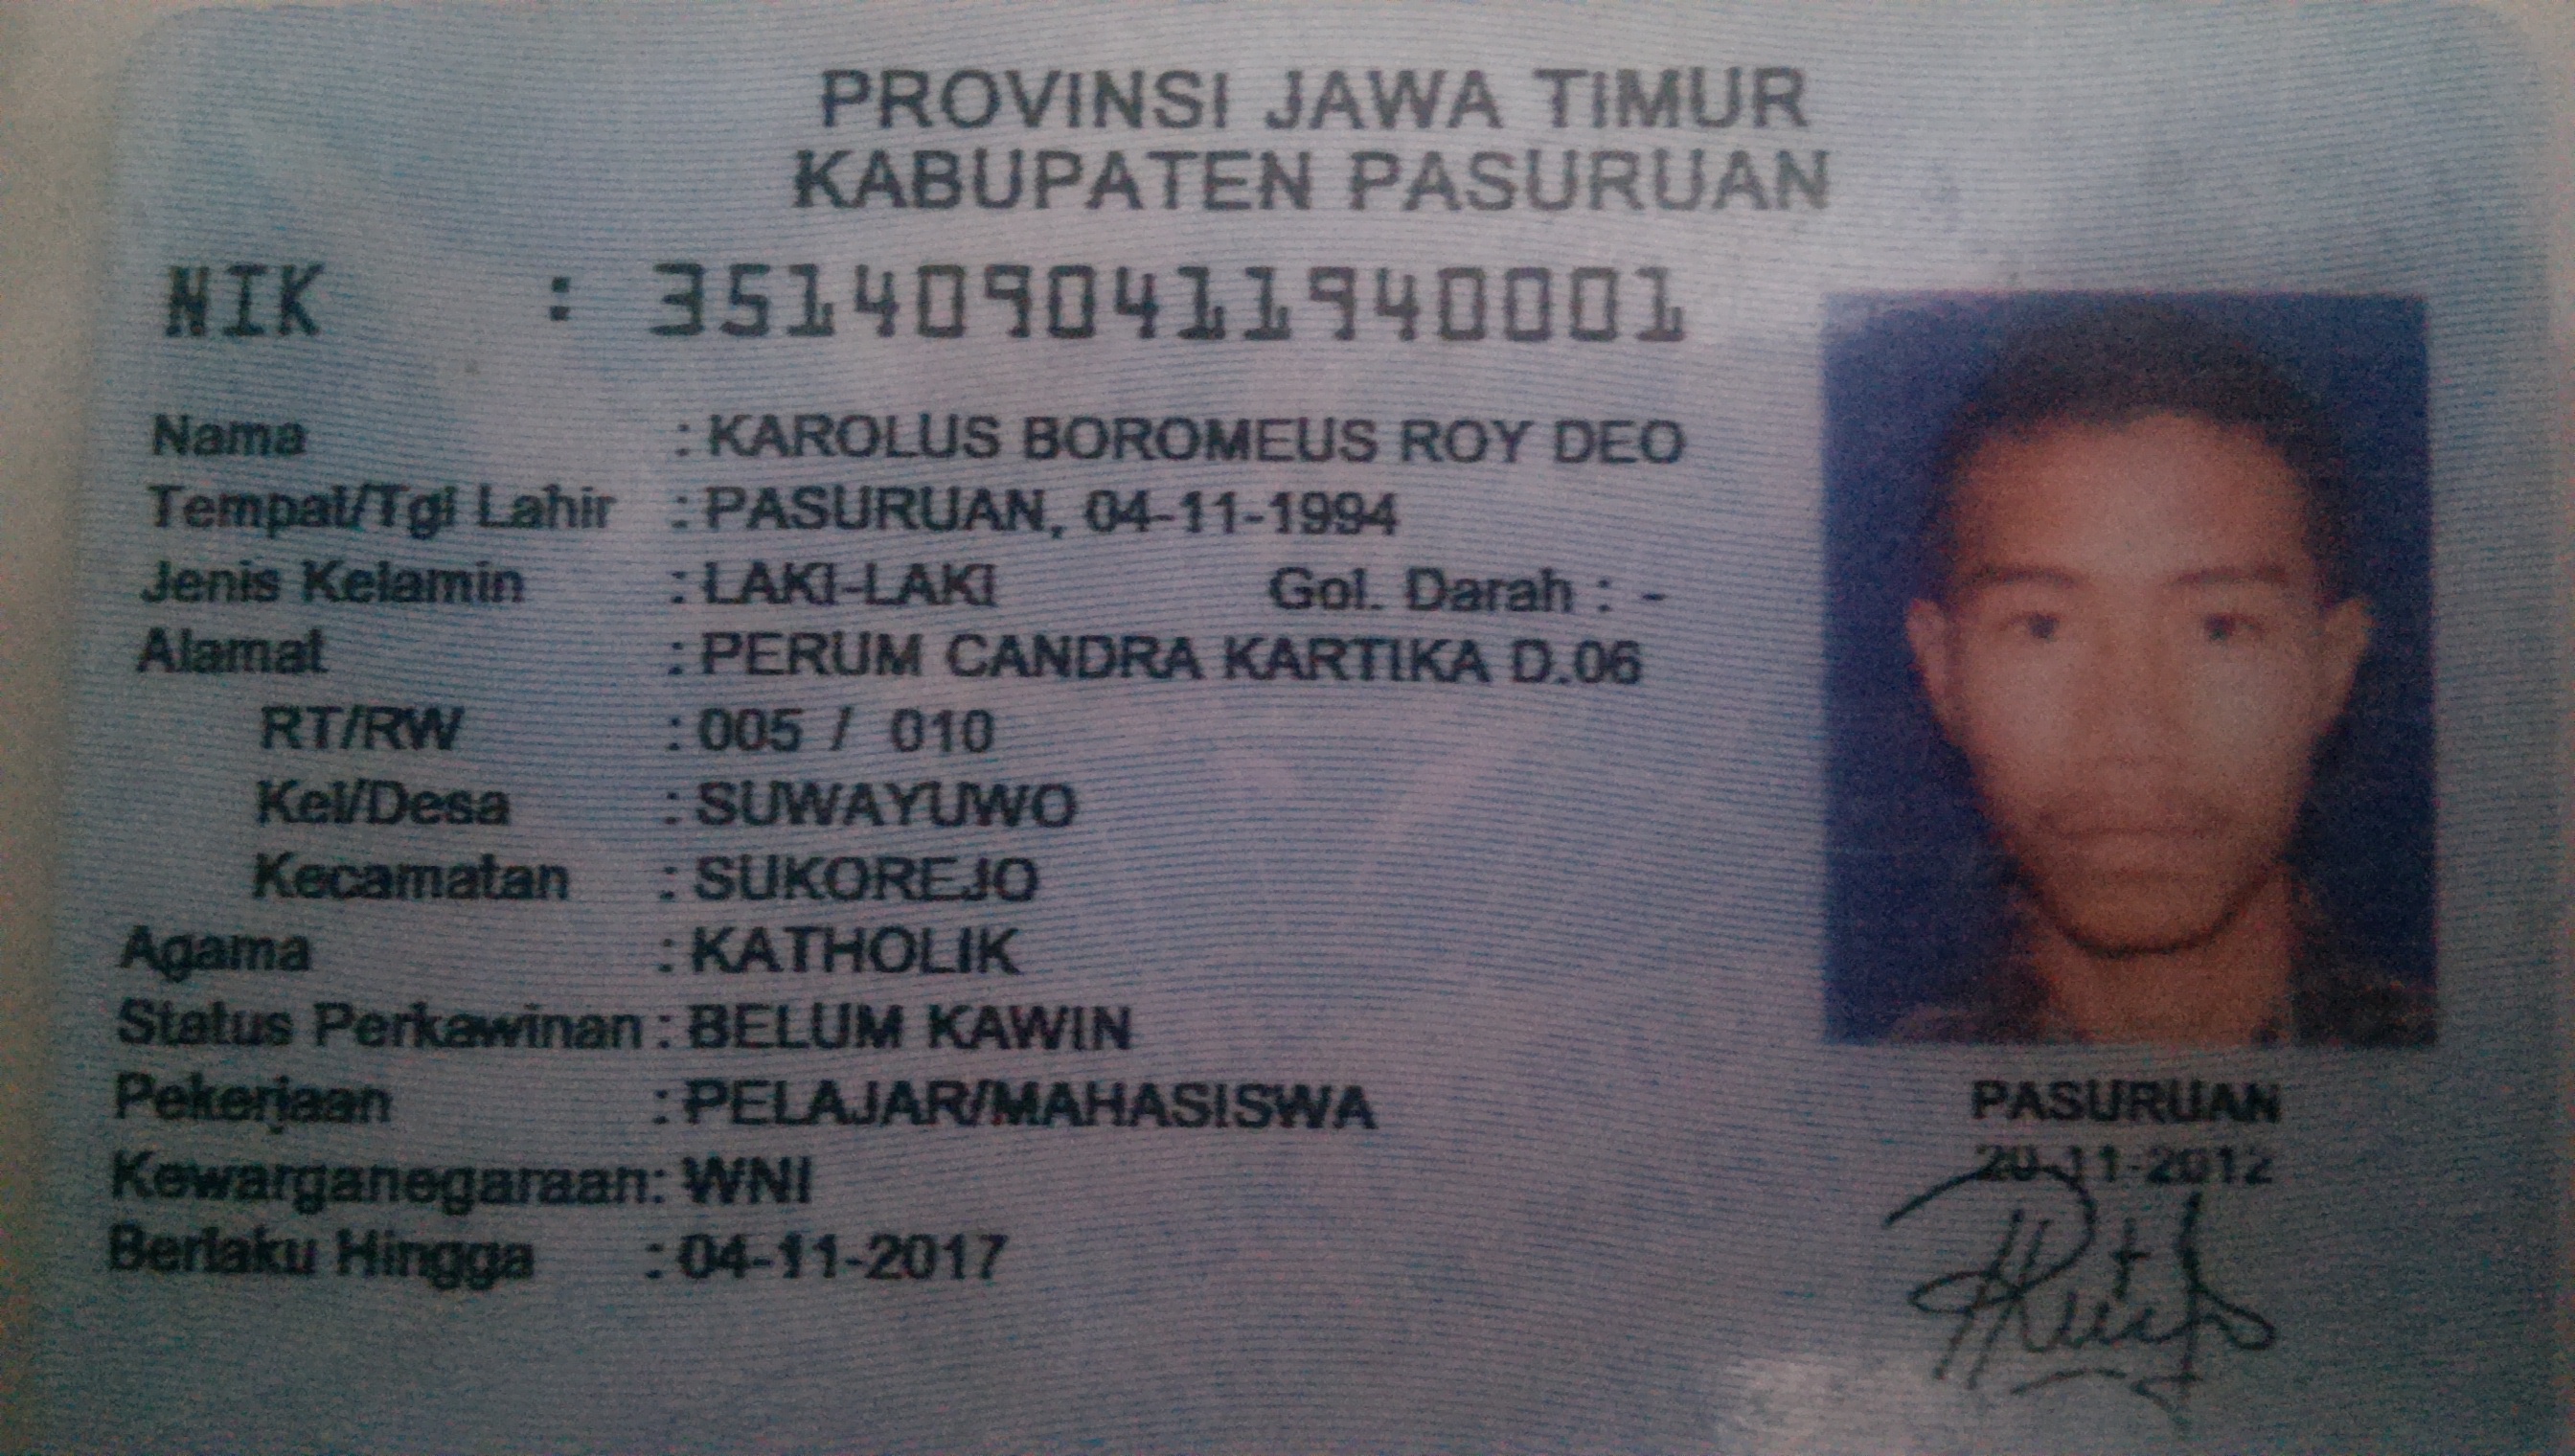 PROVINSI JAWA TIMUR
KABUPATEN PASURUAN
NIK : 3514090411940001
Nama : KAROLUS BOROMEUS ROY DEO
Tempat/Tgl Lahir : PASURUAN, 04-11-1994
Jenis Kelamin : LAKI-LAKI Gol. Darah : -
Alamat : PERUM CANDRA KARTIKA D.06
RT/RW : 005 / 010
Kel/Desa : SUWAYUWO
Kecamatan : SUKOREJO
Agama : KATHOLIK
Status Perkawinan : BELUM KAWIN
Pekerjaan : PELAJAR/MAHASISWA
Kewarganegaraan: WNI
Berlaku Hingga : 04-11-2017
PASURUAN
20-11-2012